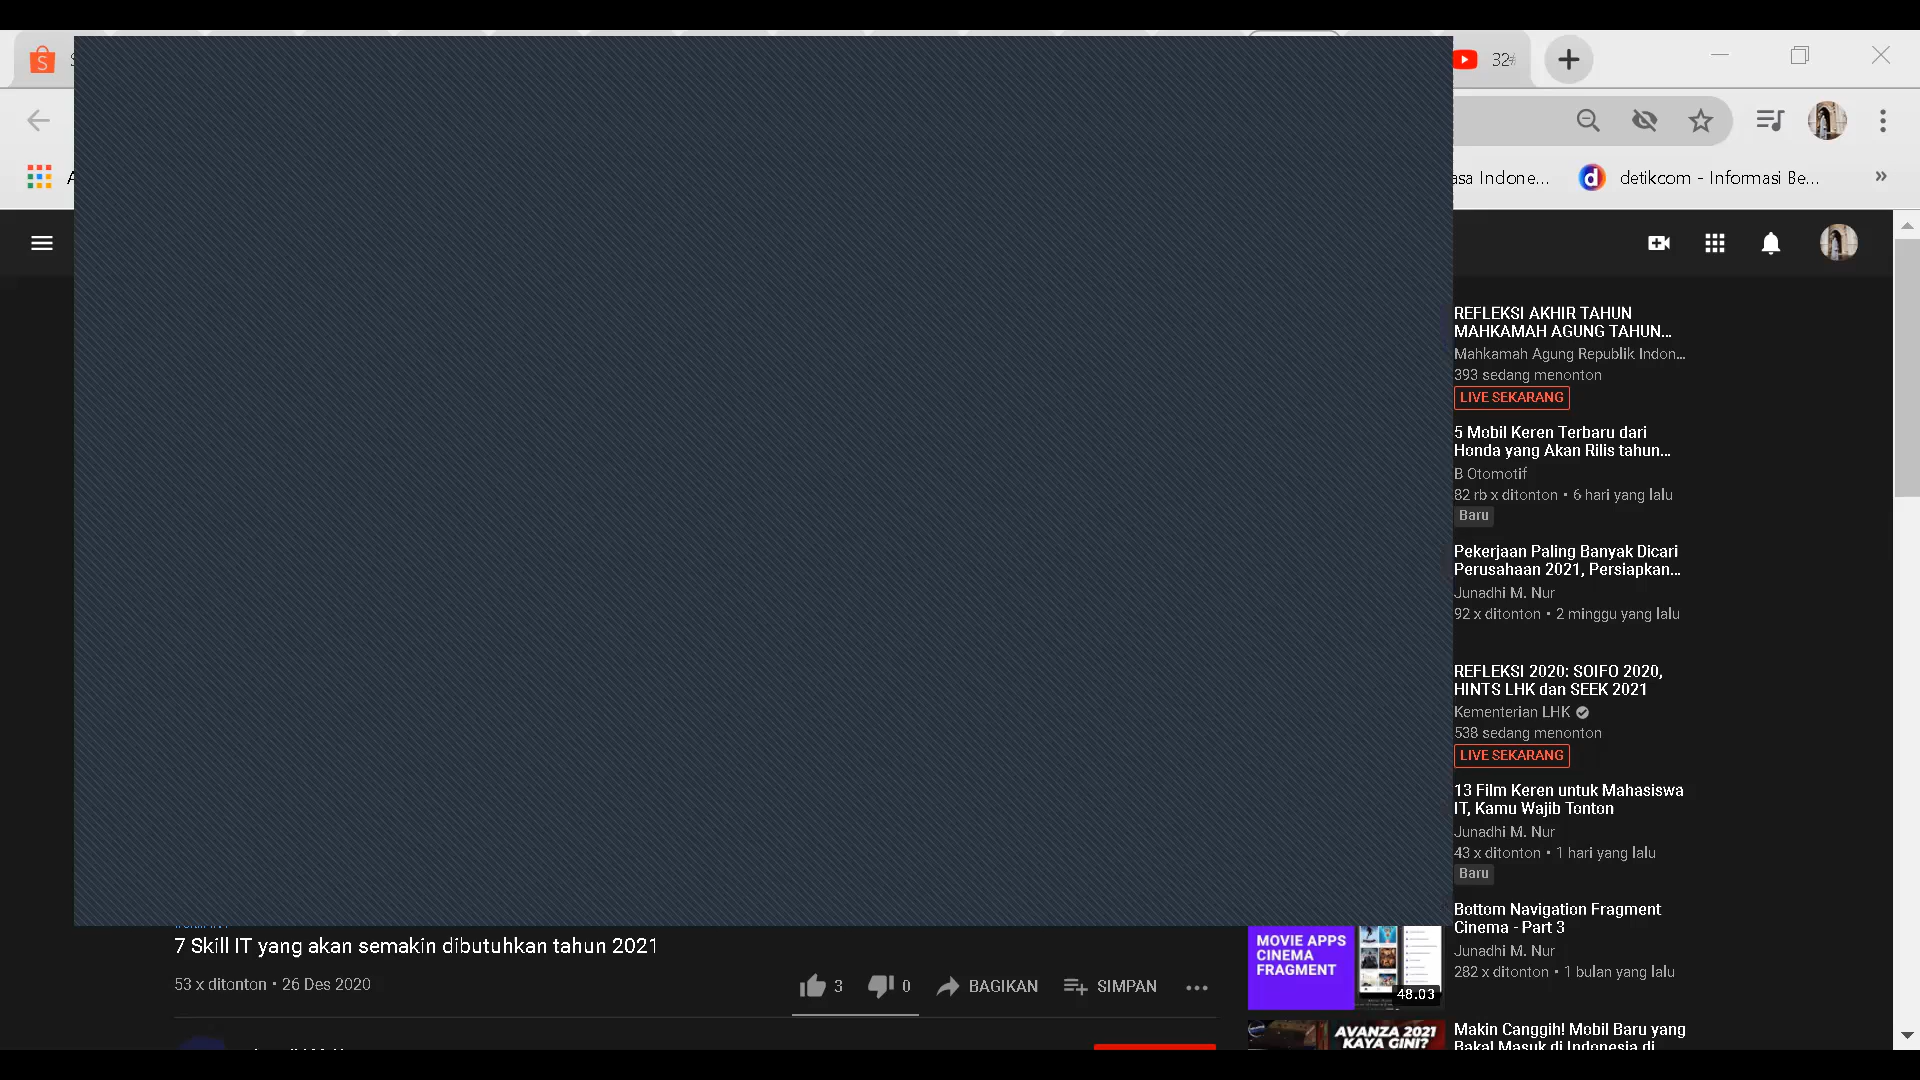 32
asa Indone...
detikcom - Informasi Be...
REFLEKSI AKHIR TAHUN
MAHKAMAH AGUNG TAHUN...
Mahkamah Agung Republik Indon...
393 sedang menonton
LIVE SEKARANG
5 Mobil Keren Terbaru dari
Honda yang Akan Rilis tahun...
B Otomotif
82 rb x ditonton • 6 hari yang lalu
Baru
Pekerjaan Paling Banyak Dicari
Perusahaan 2021, Persiapkan...
Junadhi M. Nur
92 x ditonton • 2 minggu yang lalu
REFLEKSI 2020: SOIFO 2020,
HINTS LHK dan SEEK 2021
Kementerian LHK
538 sedang menonton
LIVE SEKARANG
13 Film Keren untuk Mahasiswa
IT, Kamu Wajib Tonton
Junadhi M. Nur
43 x ditonton • 1 hari yang lalu
Baru
7 Skill IT yang akan semakin dibutuhkan tahun 2021
53 x ditonton • 26 Des 2020
3
0
BAGIKAN
SIMPAN
MOVIE APPS
CINEMA
FRAGMENT
48.03
Bottom Navigation Fragment
Cinema - Part 3
Junadhi M. Nur
282 x ditonton • 1 bulan yang lalu
AVANZA 2021
KAYA GINI?
Makin Canggih! Mobil Baru yang
Bakal Masuk di Indonesia di